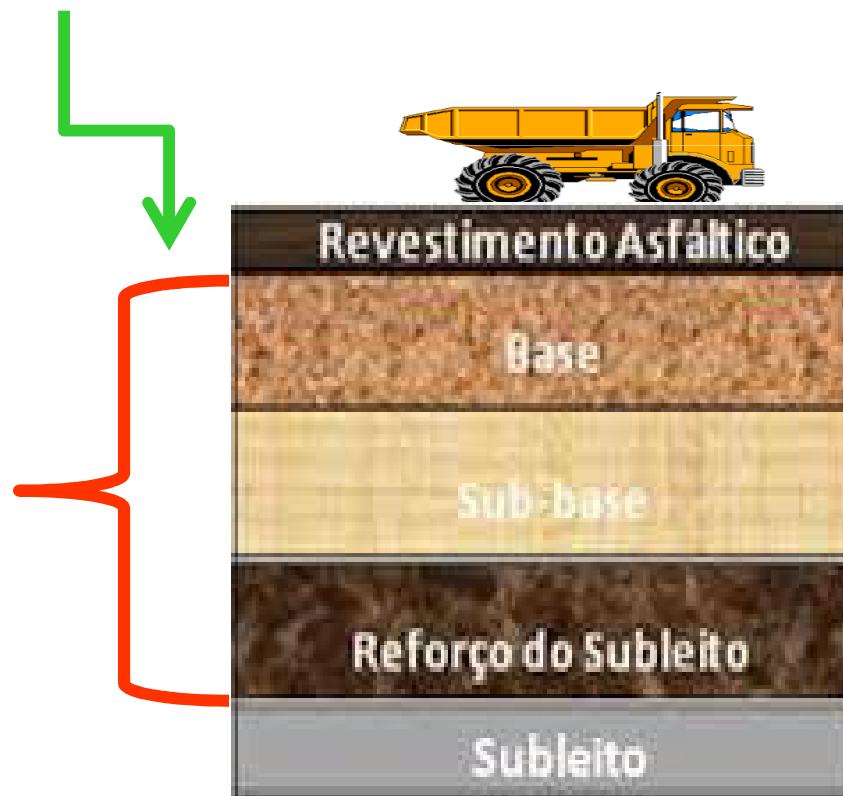 Revestimento Asfáltico
Base
Sub-base
Reforço do Subleito
Subleito